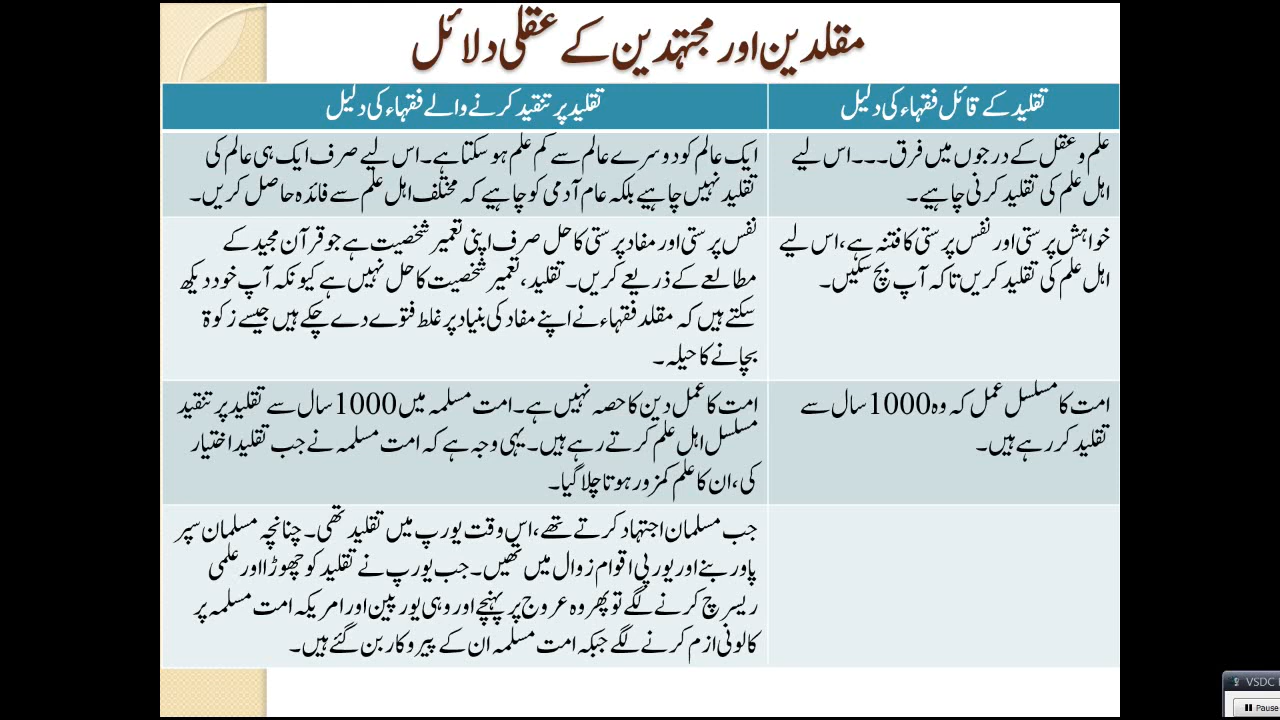 مقلدین اور مجتہدین کے عقلی دلائل
تقلید کے قائل فقہاء کی دلیل
تقلید پر تنقید کرنے والے فقہاء کی دلیل
علم و عقل کے درجوں میں فرق۔۔۔اس لیے
اہل علم کی تقلید کرنی چاہیے۔
ایک عالم کو دوسرے عالم سے کم علم ہو سکتا ہے۔ اس لیے صرف ایک ہی عالم کی
تقلید نہیں چاہیے بلکہ عام آدمی کو چاہیے کہ مختلف اہل علم سے فائدہ حاصل کریں۔
خواہش پرستی اور نفس پرستی کا فتنہ ہے، اس لیے
اہل علم کی تقلید کریں تاکہ آپ بچ سکیں۔
نفس پرستی اور مفاد پرستی کا حل صرف اپنی تعمیر شخصیت ہے جو قرآن مجید کے
مطالعے کے ذریعے کریں۔ تقلید، تعمیر شخصیت کا حل نہیں ہے کیونکہ آپ خود دیکھ
سکتے ہیں کہ مقلد فقہاء نے اپنے مفاد کی بنیاد پر غلط فتوے دے چکے ہیں جیسے زکوۃ
بچانے کا حیلہ۔
امت کا مسلسل عمل کہ وہ 1000 سال سے
تقلید کر رہے ہیں۔
امت کا عمل دین کا حصہ نہیں ہے۔ امت مسلمہ میں 1000 سال سے تقلید پر تنقید
مسلسل اہل علم کرتے رہے ہیں۔ یہی وجہ ہے کہ امت مسلمہ نے جب تقلید اختیار
کی، ان کا علم کمزور ہوتا چلا گیا۔
جب مسلمان اجتہاد کرتے تھے، اس وقت یورپ میں تقلید تھی۔ چنانچہ مسلمان سپر
پاور بنے اور یورپی اقوام زوال میں تھیں۔ جب یورپ نے تقلید کو چھوڑا اور علمی
ریسرچ کرنے لگے تو پھر وہ عروج پر پہنچے اور وہی یورپین اور امریکہ امت مسلمہ پر
کالونی ازم کرنے لگے جبکہ امت مسلمہ ان کے پیروکار بن گئے ہیں۔
VSDC
Pause